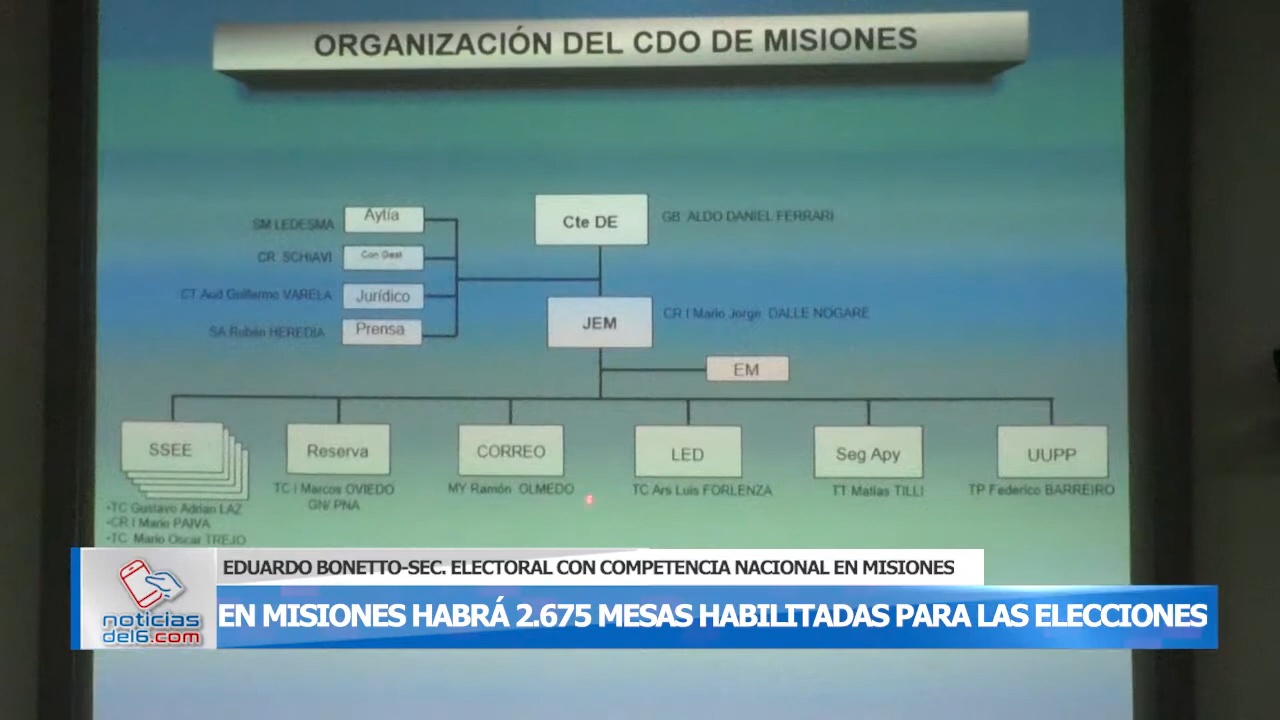 ORGANIZACIÓN DEL CDO DE MISIONES
Cte DE
GB ALDO DANIEL FERRARI
SM LEDESMA
Aytía
CR SCHIAVI
Con Gest
CT Aud Guillermo VARELA
Jurídico
SA Rubén HEREDIA
Prensa
JEM
CR I Mario Jorge DALLE NOGARE
EM
SSEE
•TC Gustavo Adrian LAZ
•CR I Mario PAIVA
•TC Mario Oscar TREJO
Reserva
TC I Marcos OVIEDO
GN/ PNA
CORREO
MY Ramón OLMEDO
LED
TC Ars Luis FORLENZA
Seg Apy
TT Matias TILLI
UUPP
TP Federico BARREIRO
EDUARDO BONETTO-SEC. ELECTORAL CON COMPETENCIA NACIONAL EN MISIONES
noticias
del6.com
EN MISIONES HABRÁ 2.675 MESAS HABILITADAS PARA LAS ELECCIONES